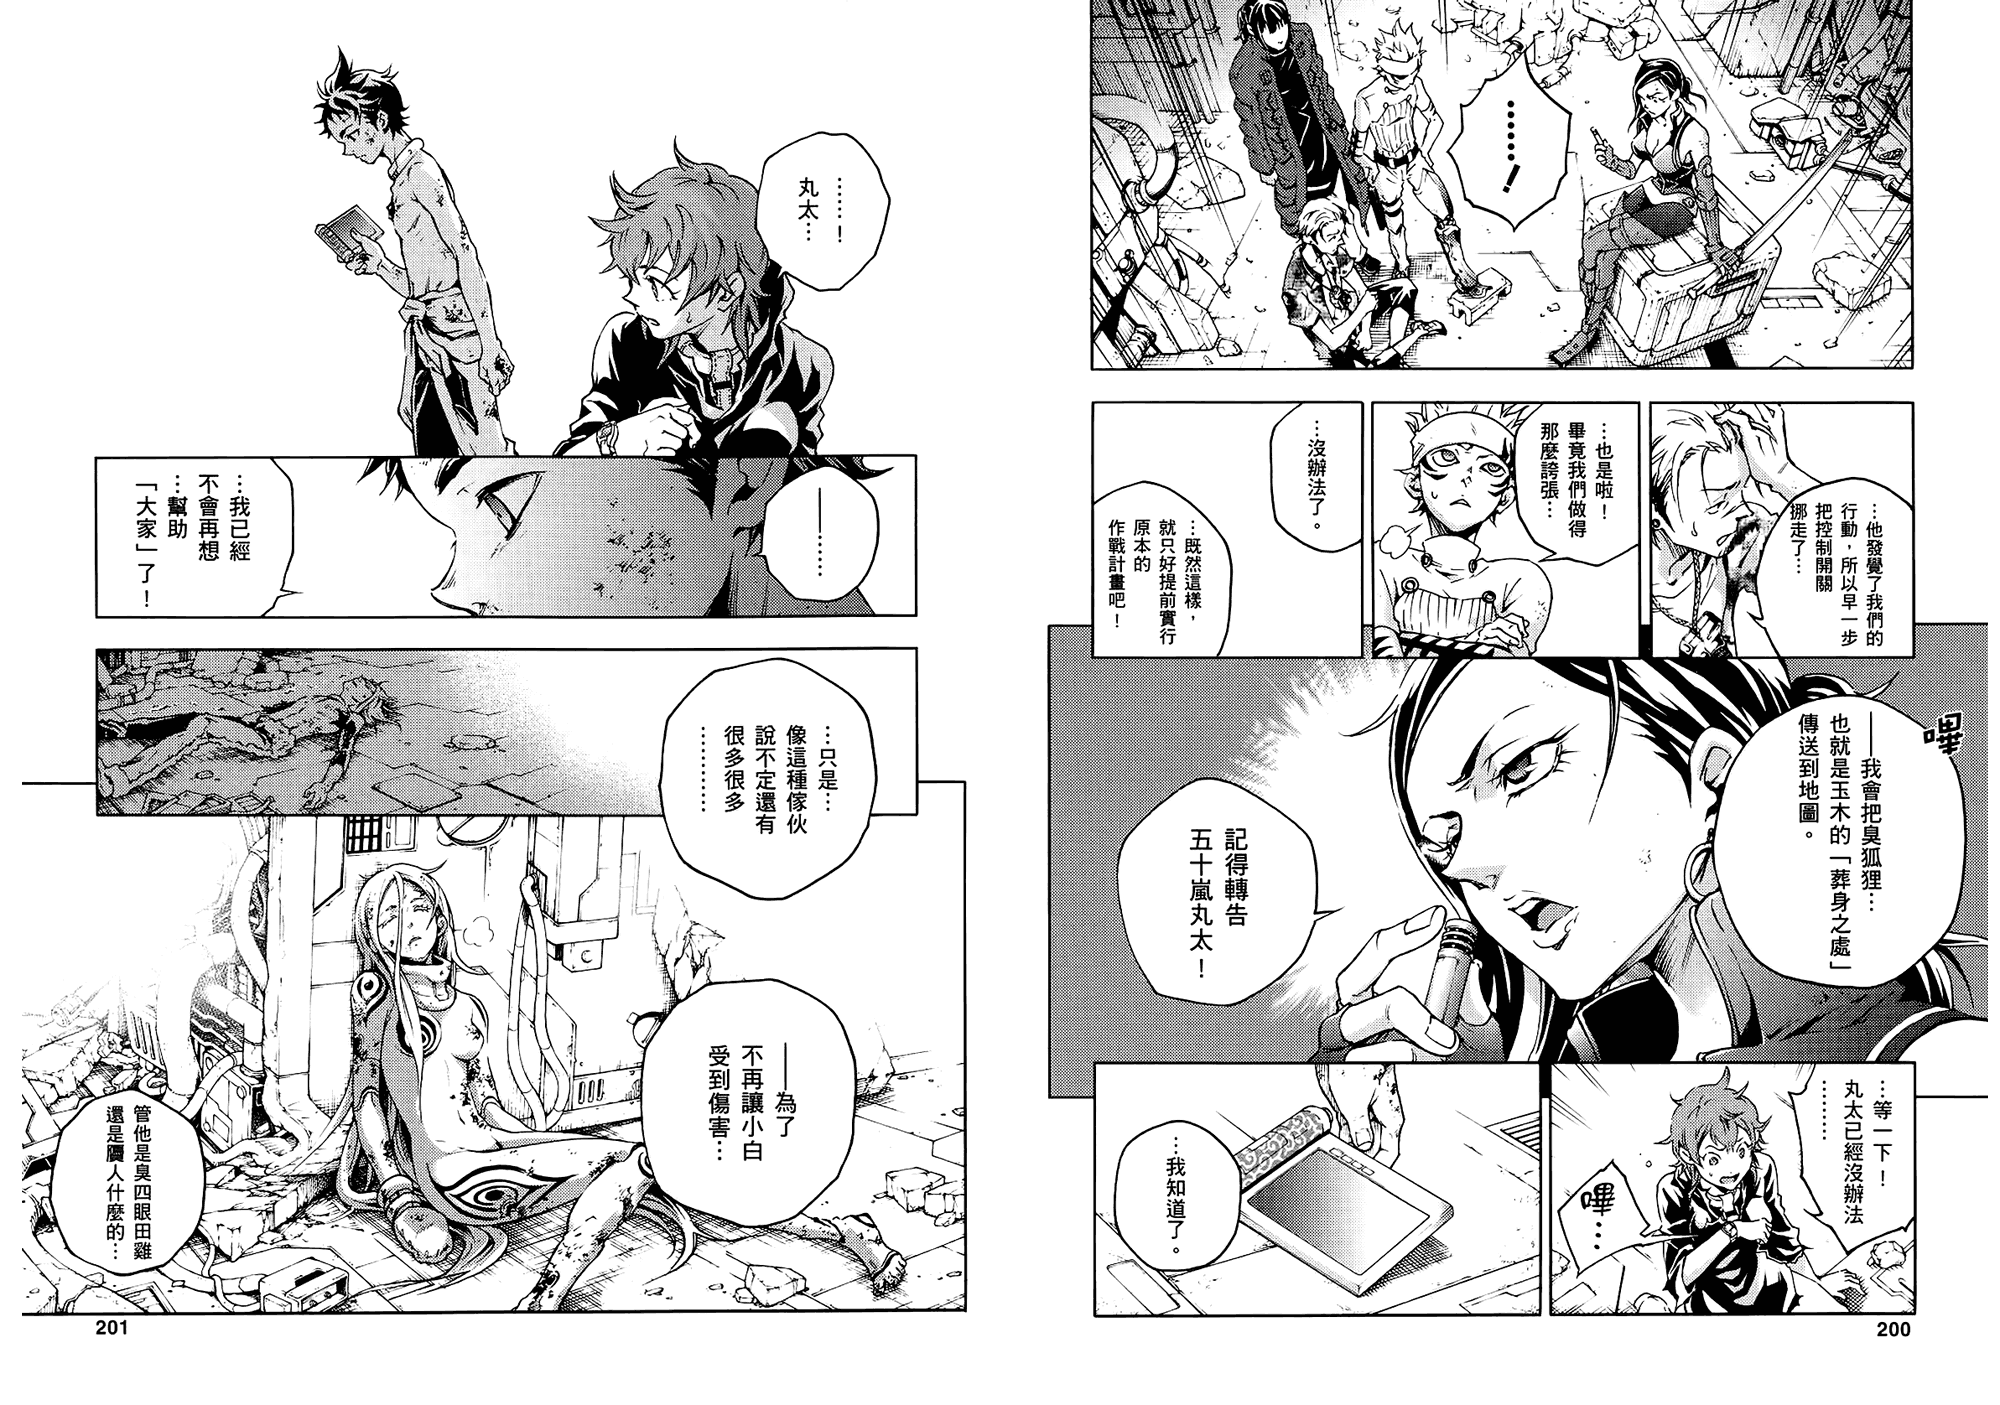 ……!
…他發覺了我們的
行動，所以早一步
把控制開關
挪走了…
…也是啦！
畢竟我們做得
那麼誇張…
…沒辦法了。
…既然這樣，
就只好提前實行
原本的
作戰計畫吧！
嗶
──我會把臭狐狸…
也就是玉木的「葬身之處」
傳送到地圖。
記得轉告
五十嵐丸太！
…等一下！
丸太已經沒辦法
………
嗶…
…我知道了。
200
……！
丸太…
──……
…我已經
不會再想
…幫助
「大家」了！
…只是…
像這種傢伙
說不定還有
很多很多
…………
──為了
不再讓小白
受到傷害…
管他是臭四眼田雞
還是贗人什麼的…
201